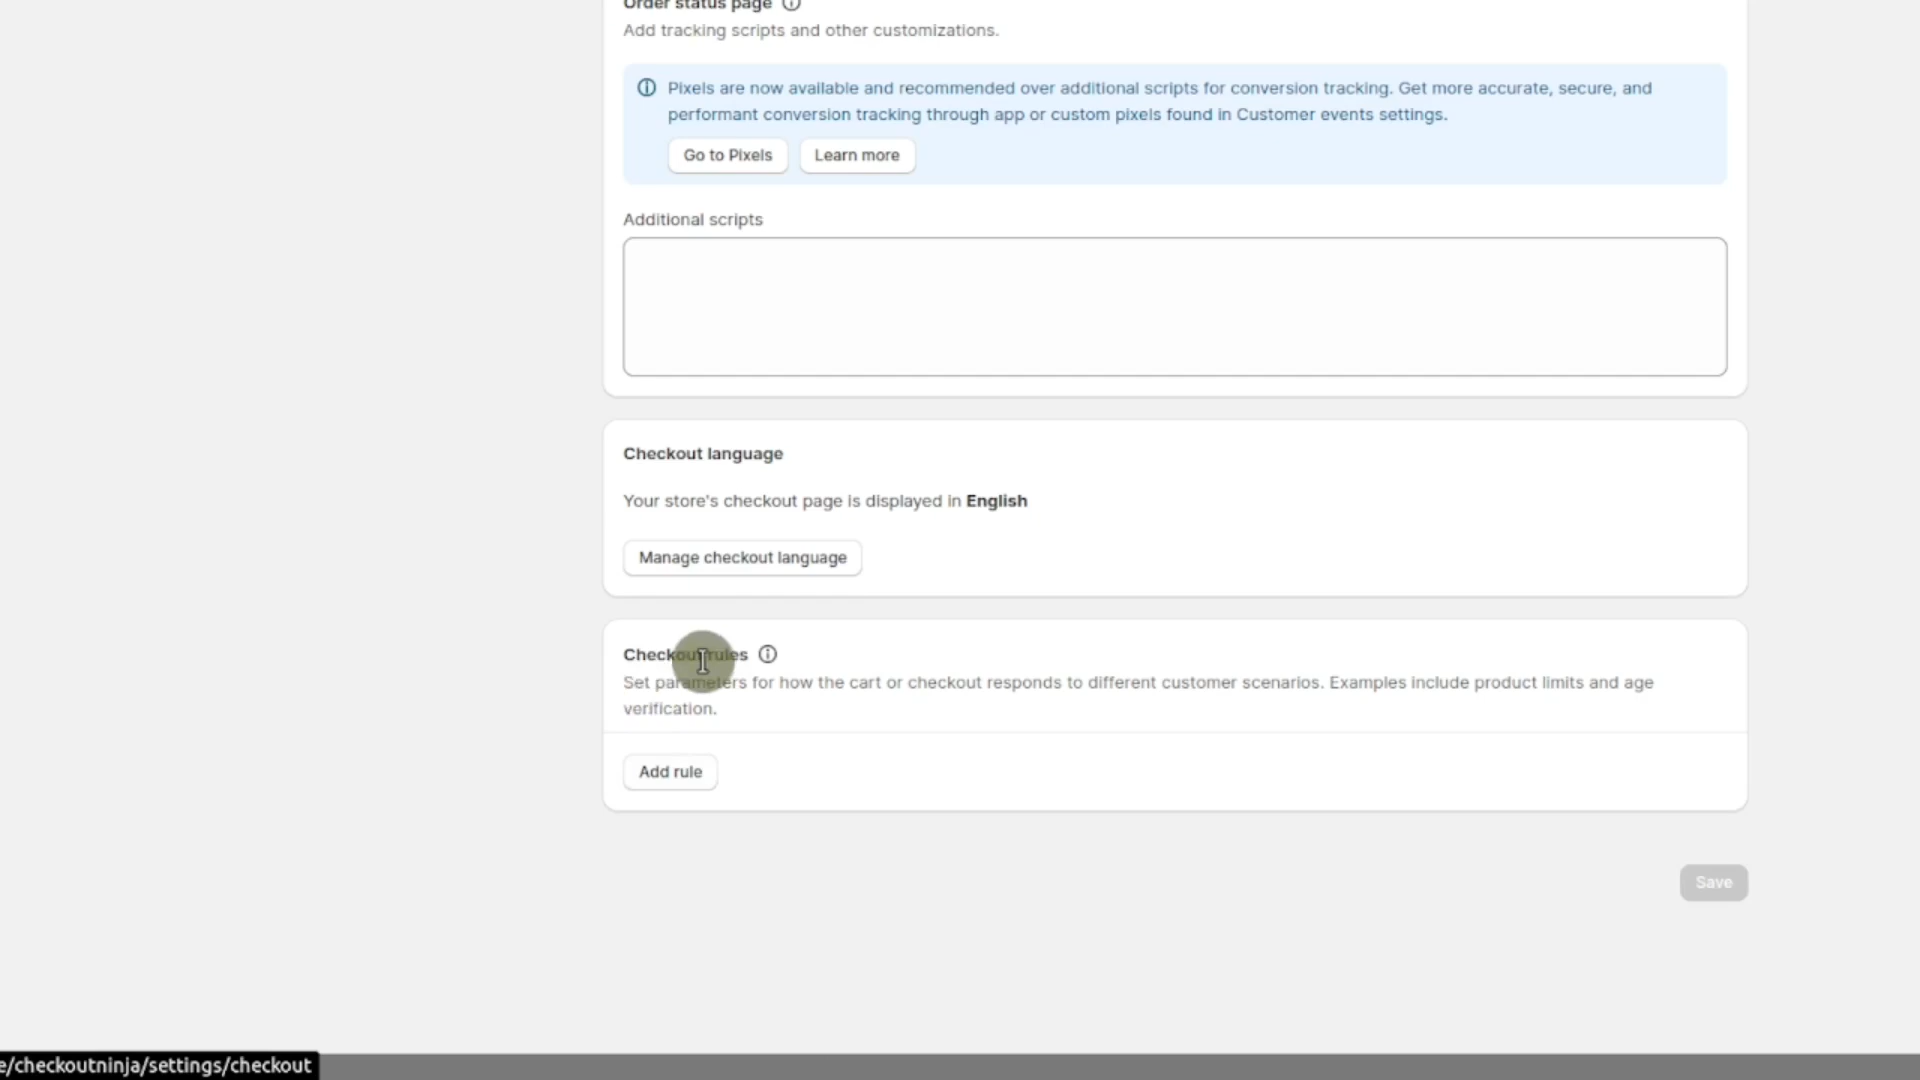 Order status page
Add tracking scripts and other customizations.
Pixels are now available and recommended over additional scripts for conversion tracking. Get more accurate, secure, and
performant conversion tracking through app or custom pixels found in Customer events settings.
Go to Pixels
Learn more
Additional scripts
Checkout language
Your store's checkout page is displayed in English
Manage checkout language
Checkout rules
Set parameters for how the cart or checkout responds to different customer scenarios. Examples include product limits and age
verification.
Add rule
Save
e/checkoutninja/settings/checkout